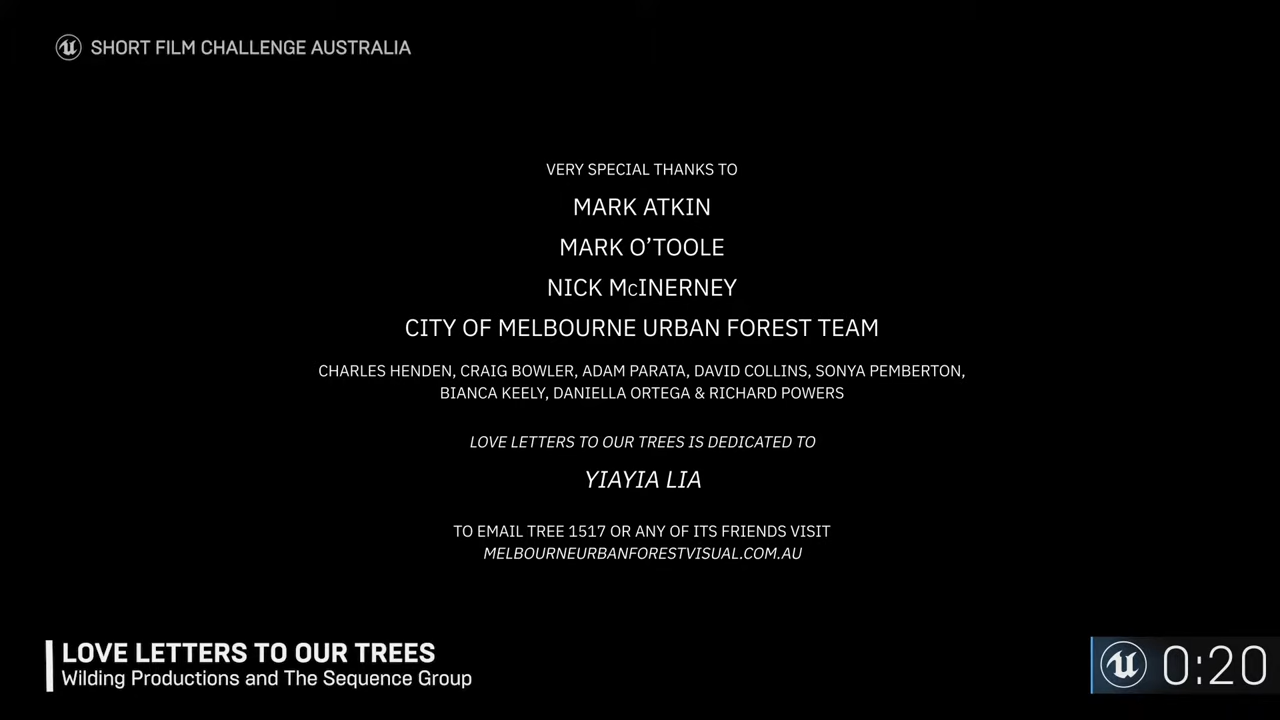 SHORT FILM CHALLENGE AUSTRALIA
VERY SPECIAL THANKS TO
MARK ATKIN
MARK O’TOOLE
NICK McINERNEY
CITY OF MELBOURNE URBAN FOREST TEAM
CHARLES HENDEN, CRAIG BOWLER, ADAM PARATA, DAVID COLLINS, SONYA PEMBERTON,
BIANCA KEELY, DANIELLA ORTEGA & RICHARD POWERS
LOVE LETTERS TO OUR TREES IS DEDICATED TO
YIAYIA LIA
TO EMAIL TREE 1517 OR ANY OF ITS FRIENDS VISIT
MELBOURNEURBANFORESTVISUAL.COM.AU
LOVE LETTERS TO OUR TREES
Wilding Productions and The Sequence Group
0:20